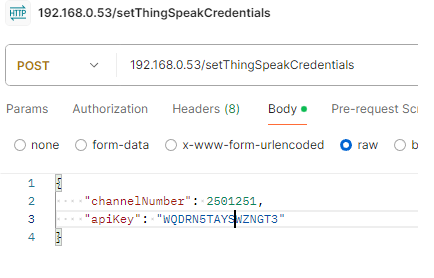 HTTP 192.168.0.53/setThingSpeakCredentials
POST 192.168.0.53/setThingSpeakCredentials
Params Authorization Headers (8) Body Pre-request Scr
none form-data x-www-form-urlencoded raw b
1 {
2 "channelNumber": 2501251,
3 "apiKey": "WQDRN5TAYSWZNGT3"
4 }